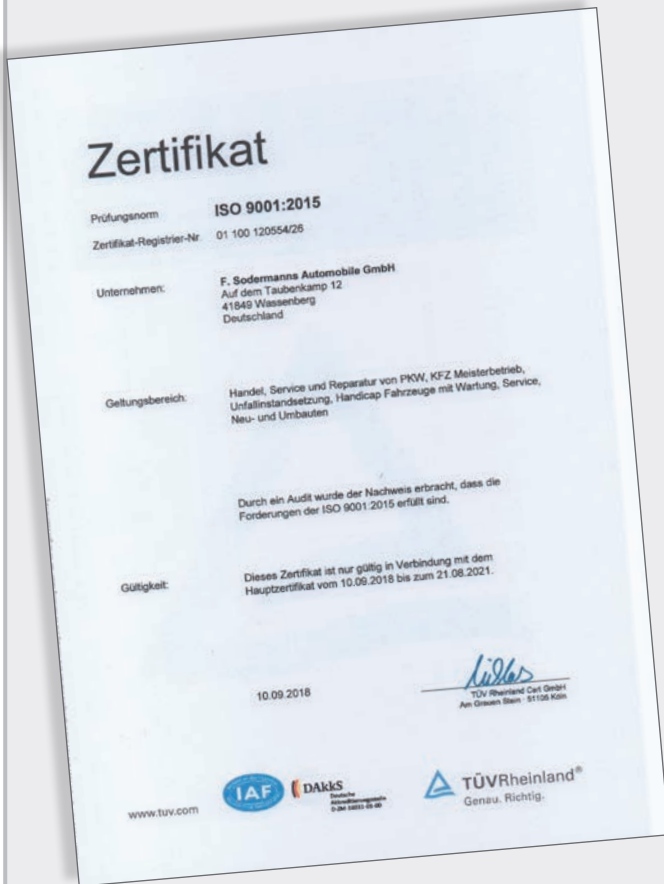 Zertifikat
Prüfungsnorm ISO 9001:2015
Zertifikat-Registrier-Nr. 01 100 120554/26
Unternehmen: F. Sodermanns Automobile GmbH
Auf dem Taubenkamp 12
41849 Wassenberg
Deutschland
Geltungsbereich: Handel, Service und Reparatur von PKW, KFZ Meisterbetrieb,
Unfallinstandsetzung, Handicap Fahrzeuge mit Wartung, Service,
Neu- und Umbauten
Durch ein Audit wurde der Nachweis erbracht, dass die
Forderungen der ISO 9001:2015 erfüllt sind.
Gültigkeit: Dieses Zertifikat ist nur gültig in Verbindung mit dem
Hauptzertifikat vom 10.09.2018 bis zum 21.08.2021.
10.09.2018
TÜV Rheinland Cert GmbH
Am Grauen Stein · 51105 Köln
www.tuv.com
IAF
DAkkS
Deutsche
Akkreditierungsstelle
TÜVRheinland®
Genau. Richtig.